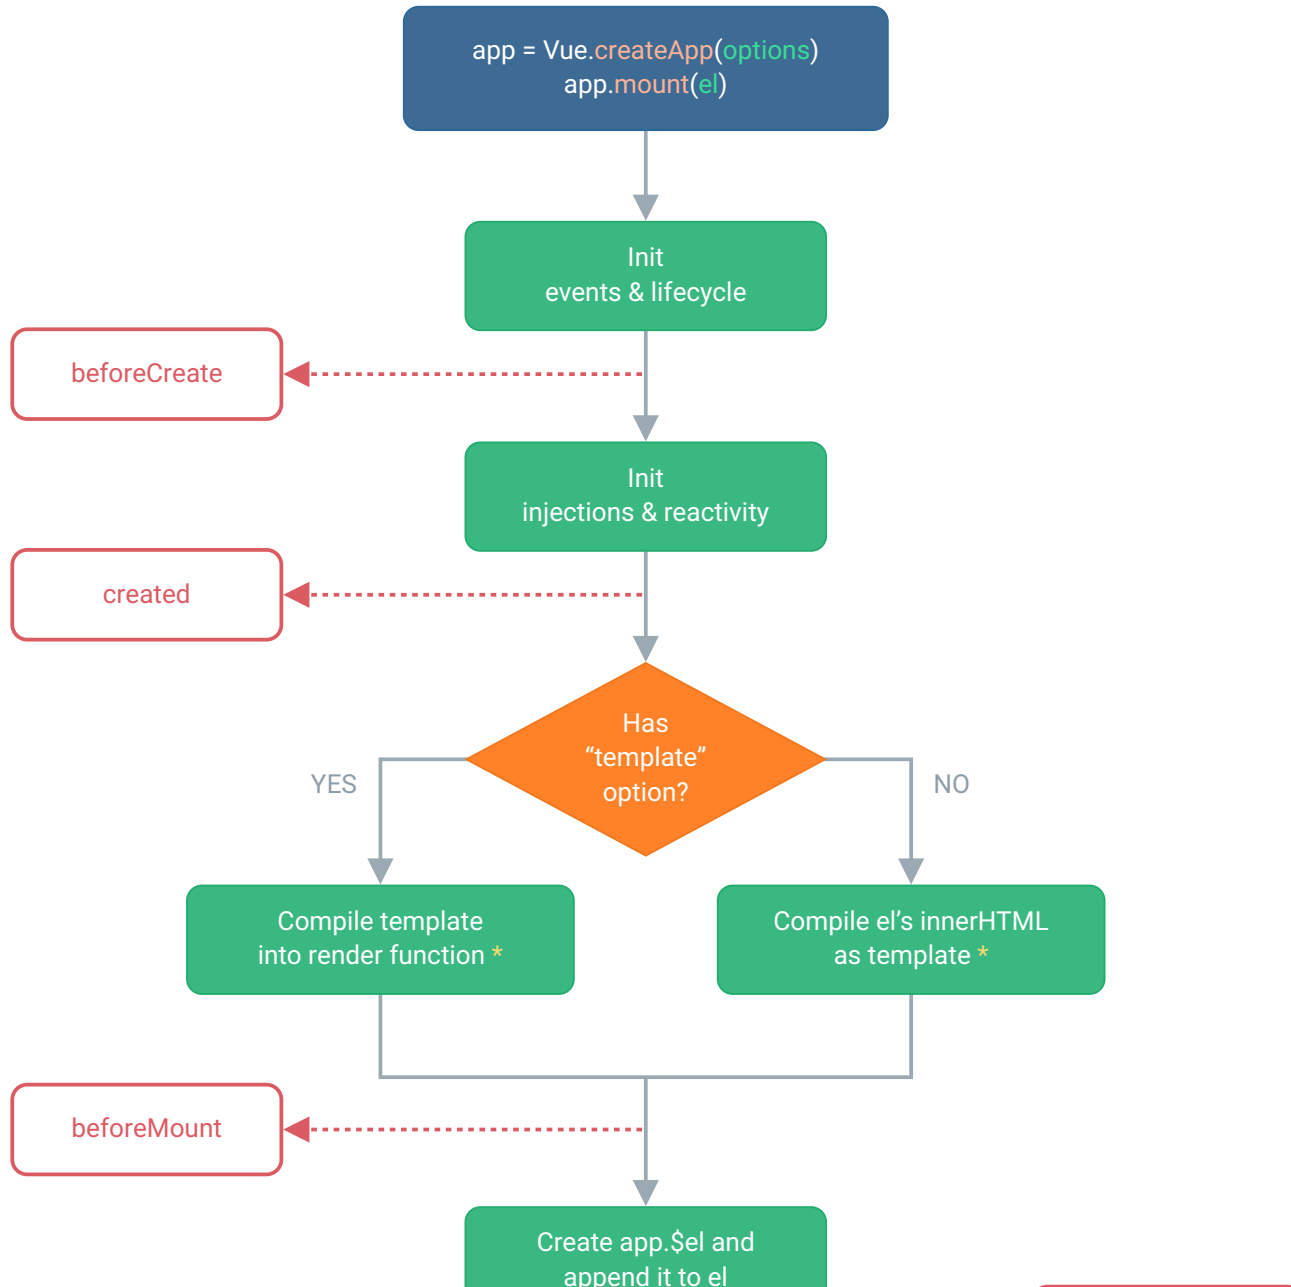 app = Vue.createApp(options)
app.mount(el)
Init
events & lifecycle
beforeCreate
Init
injections & reactivity
created
Has
“template”
option?
YES
NO
Compile template
into render function *
Compile el’s innerHTML
as template *
beforeMount
Create app.$el and
append it to el